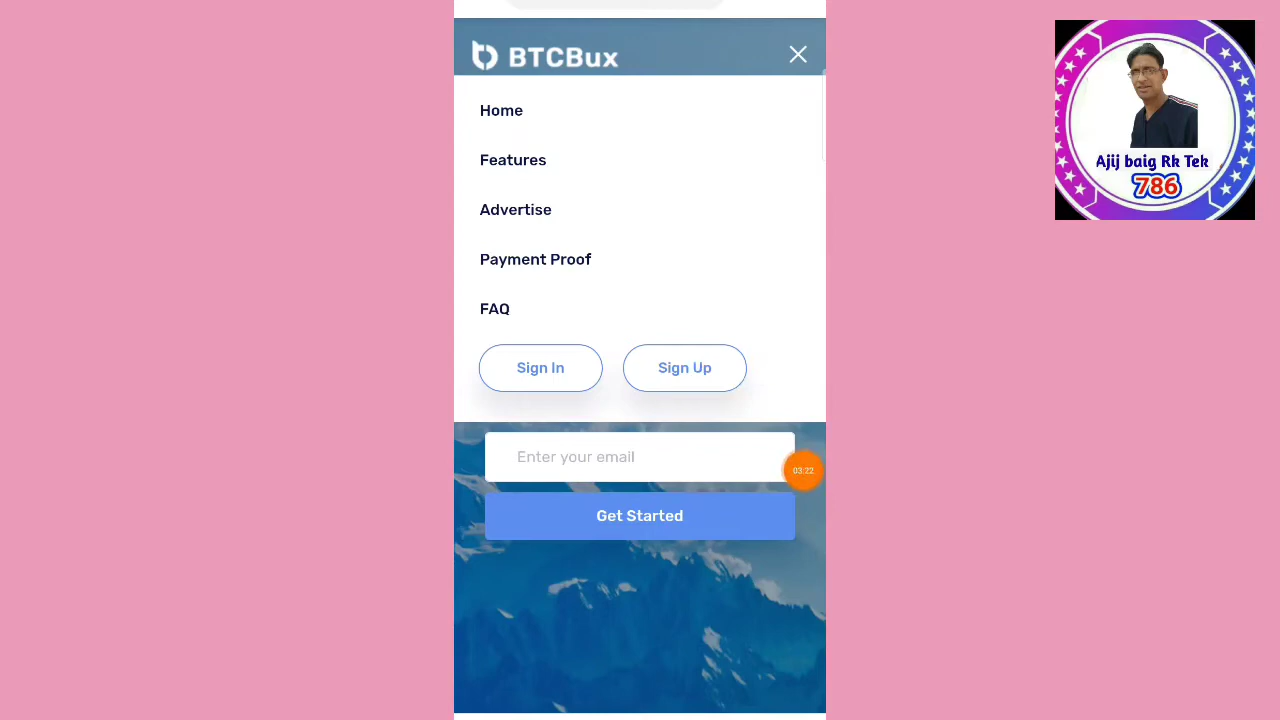 BTCBux
Home
Features
Advertise
Payment Proof
FAQ
Sign In
Sign Up
Enter your email
03:22
Get Started
Ajij baig Rk Tek
786